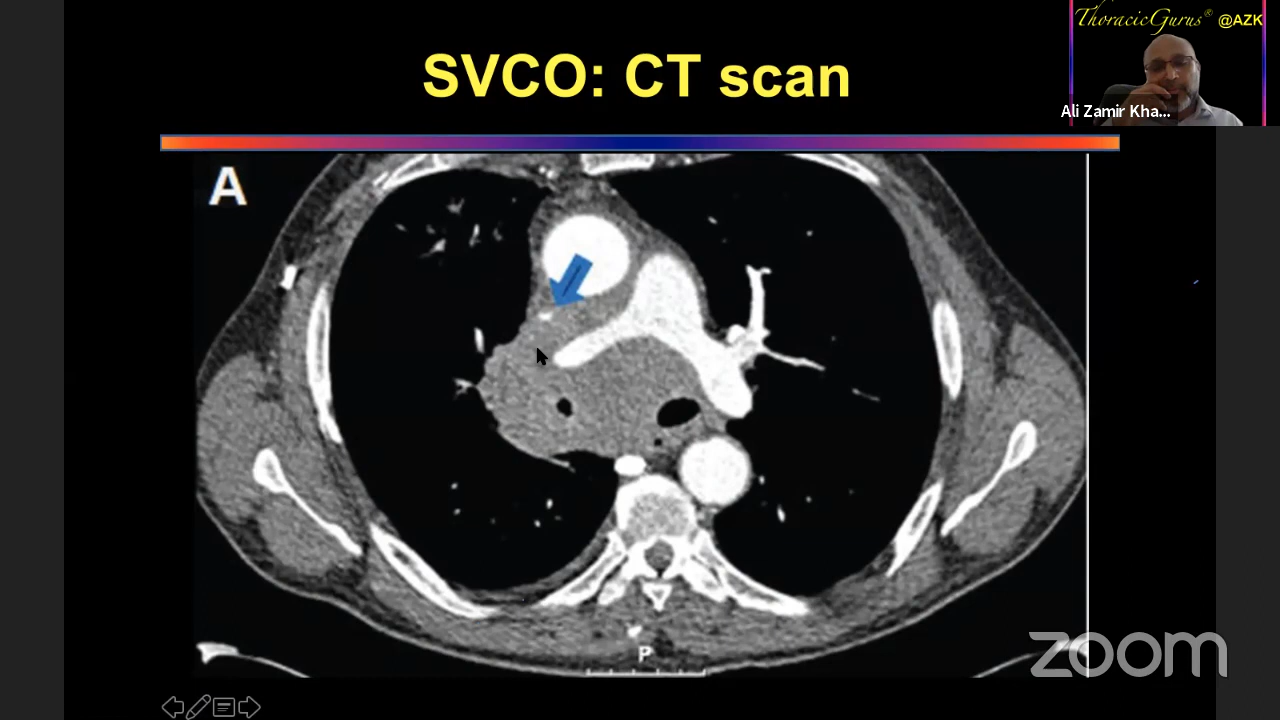 ThoracicGurus® @AZK
SVCO: CT scan
Ali Zamir Kha...
A
P
zoom